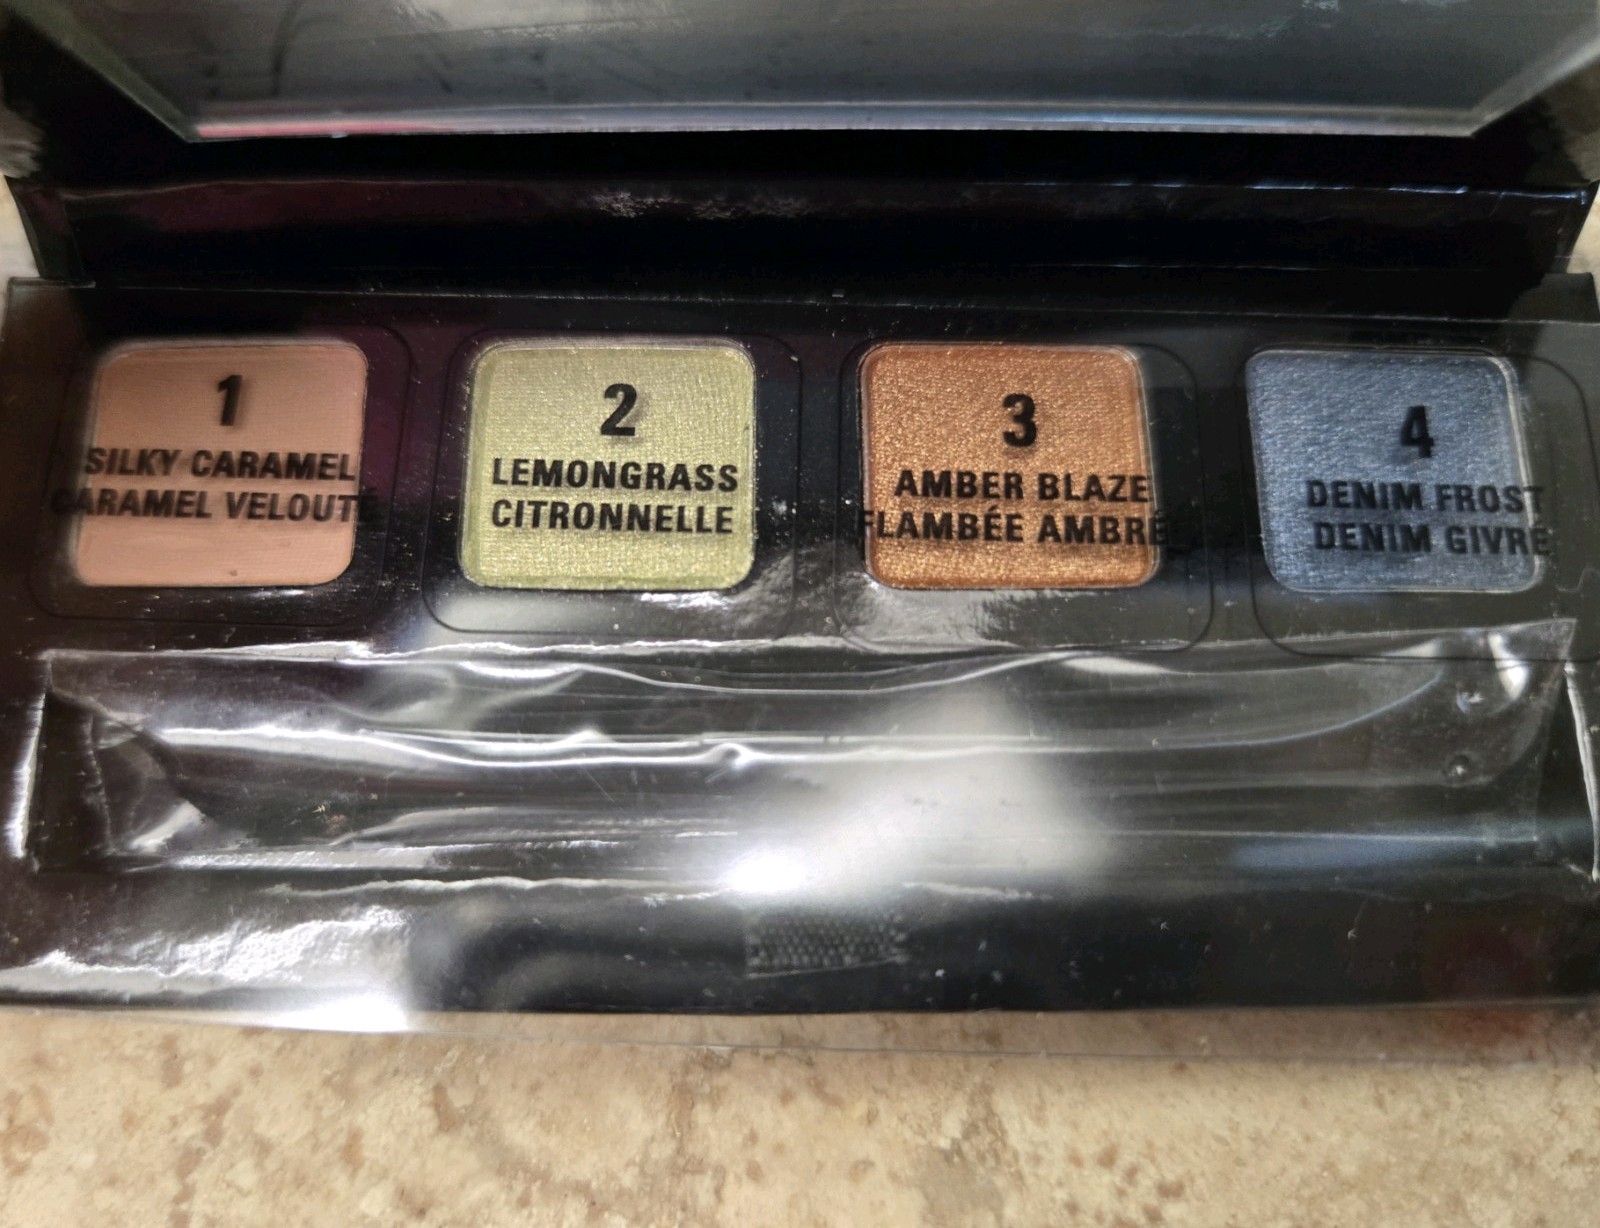 1
SILKY CARAMEL
CARAMEL VELOUTÉ
2
LEMONGRASS
CITRONNELLE
3
AMBER BLAZE
FLAMBÉE AMBRÉE
4
DENIM FROST
DENIM GIVRÉ